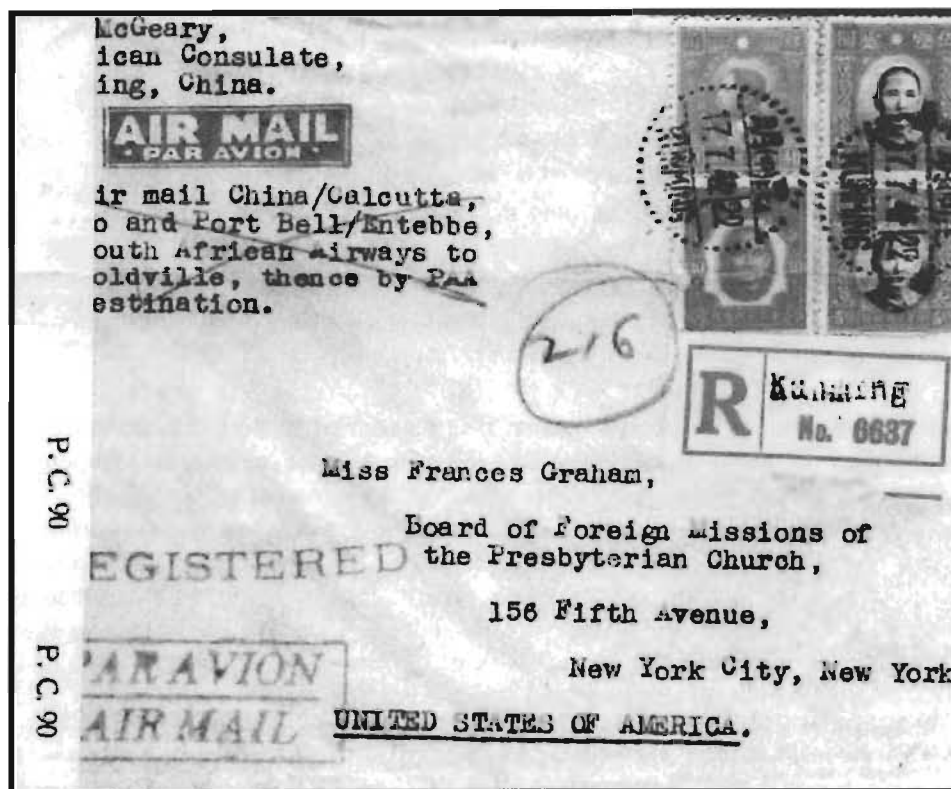 McGeary,
ican Consulate,
ing, China.
AIR MAIL
PAR AVION
ir mail China/Calcutta,
o and Port Bell/Entebbe,
outh African Airways to
oldville, thence by PAA
estination.
216
R Kunming
No. 6637
P. C. 90
Miss Frances Graham,
Board of Foreign Missions of
the Presbyterian Church,
EGISTERED
156 Fifth Avenue,
New York City, New York
P. C. 90
PAR AVION
AIR MAIL
UNITED STATES OF AMERICA.